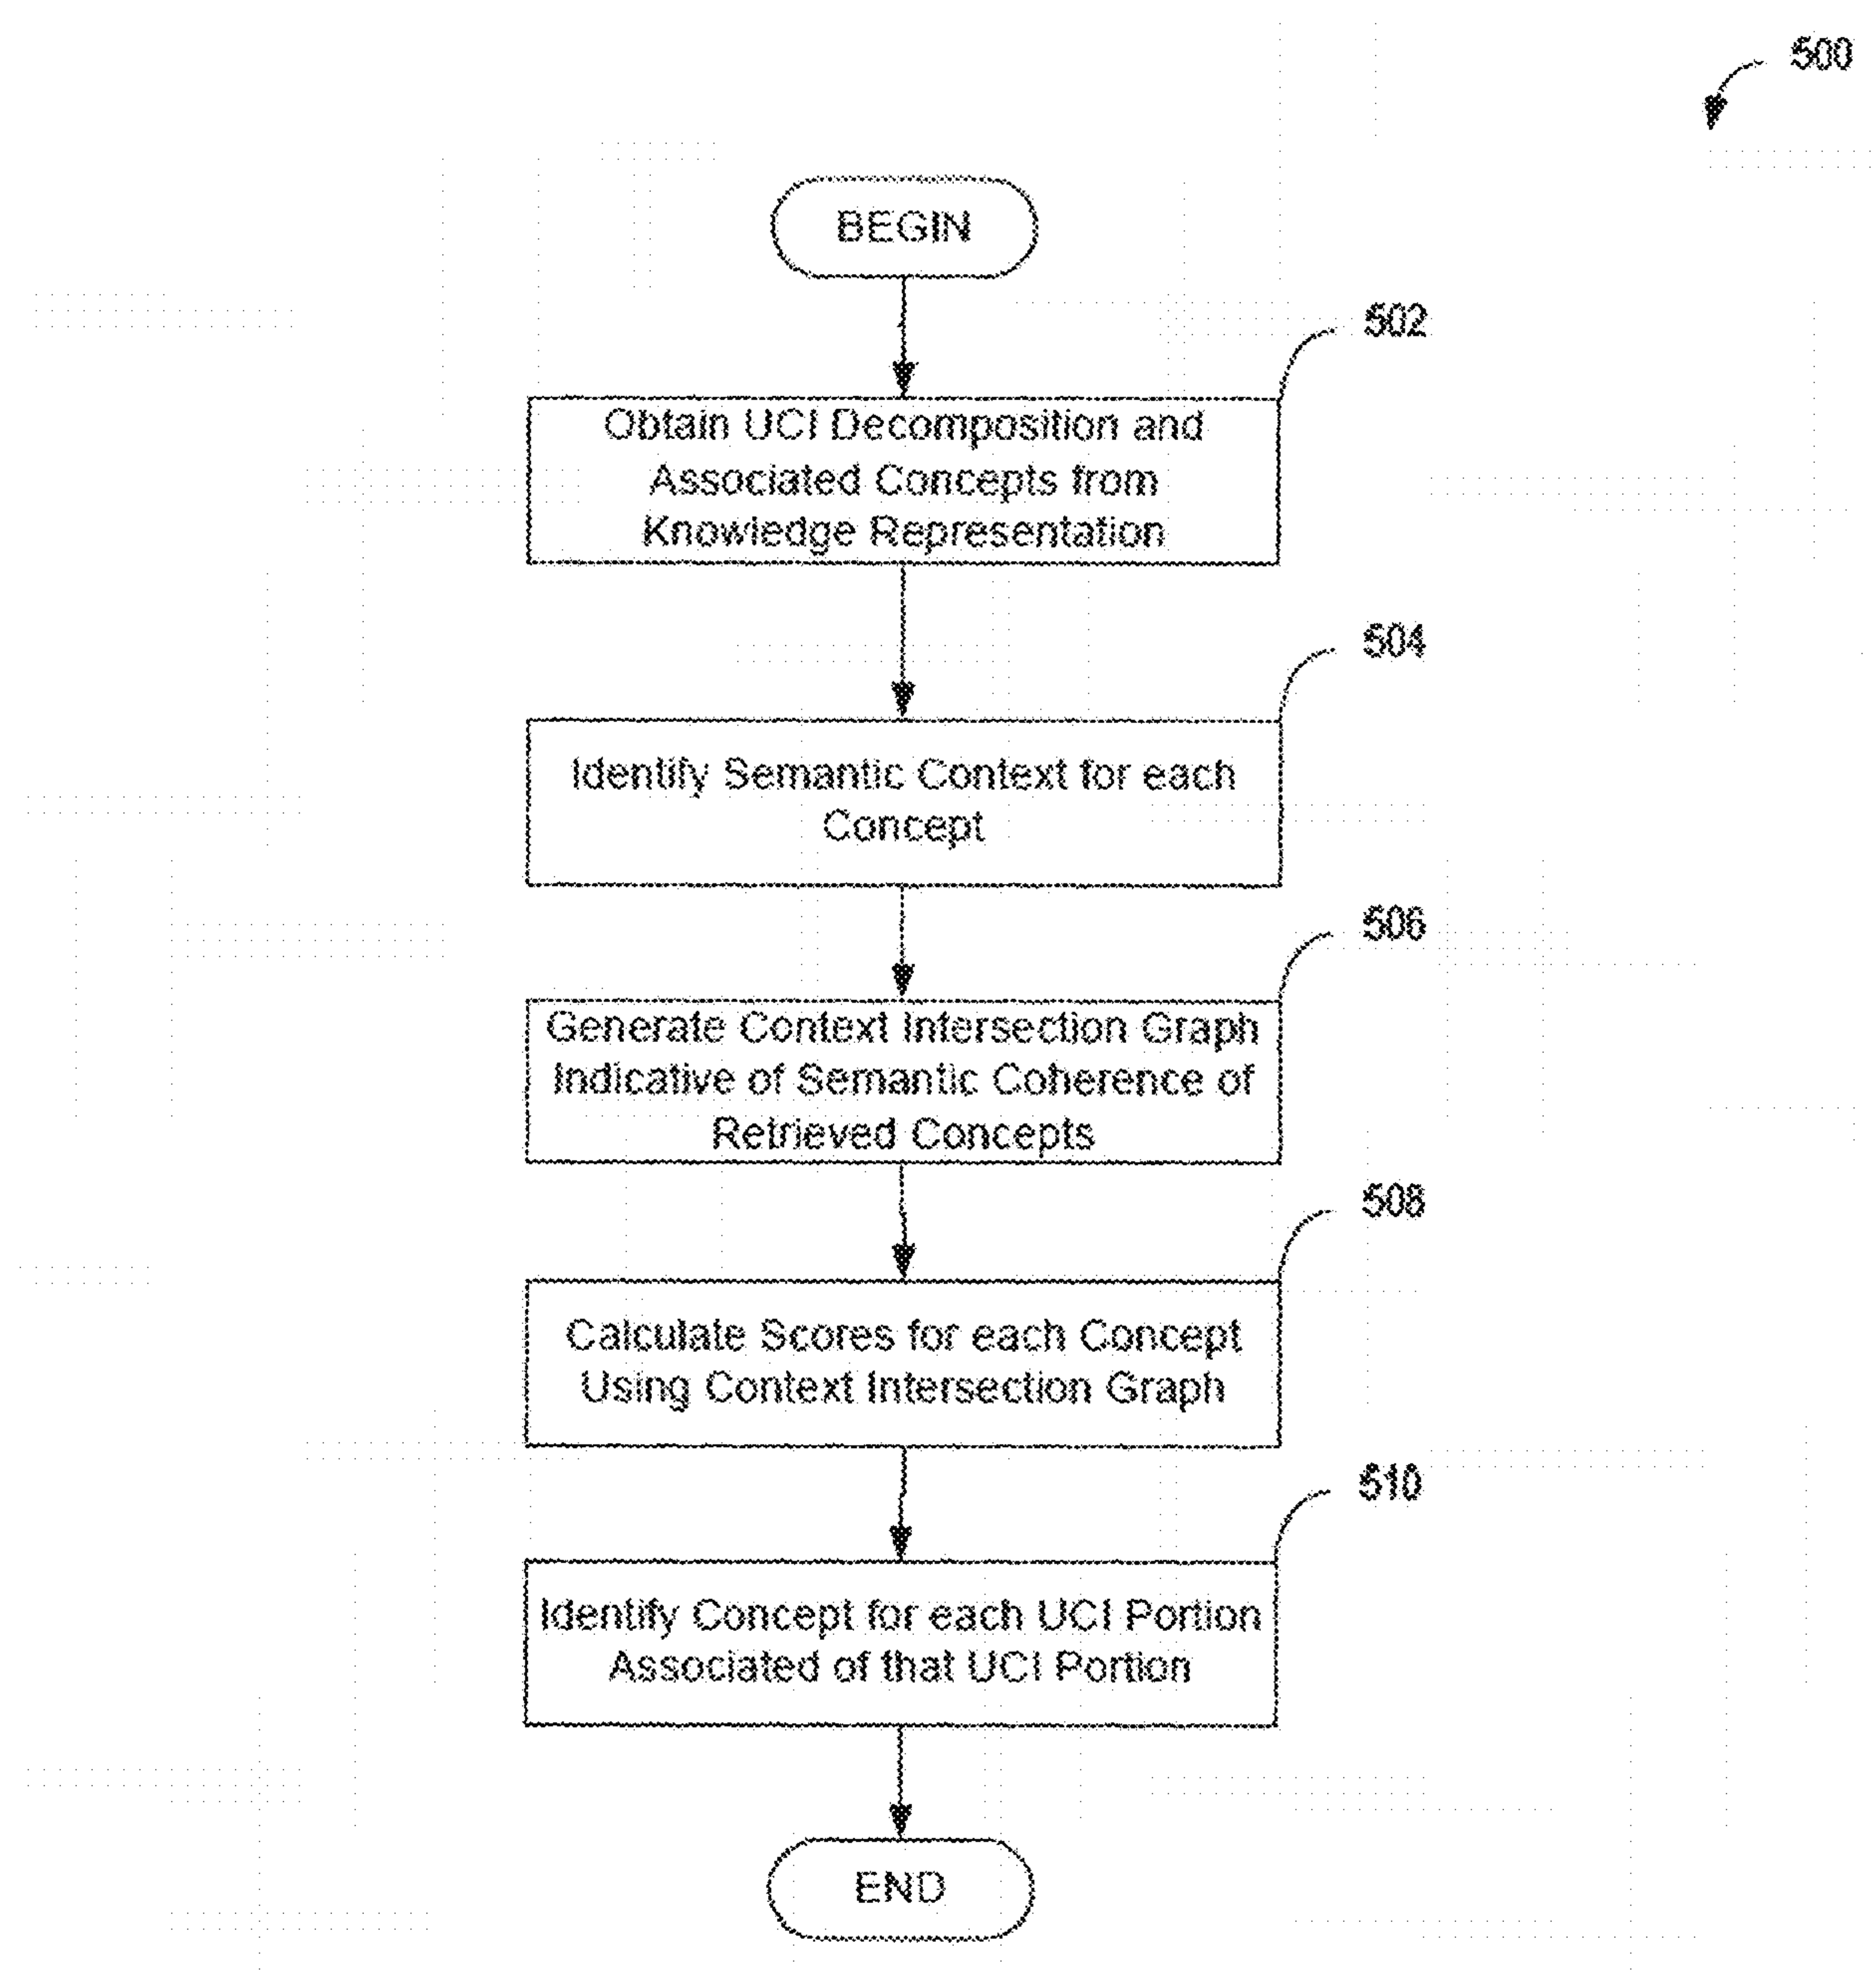 500
BEGIN
502
Obtain UCI Decomposition and
Associated Concepts from
Knowledge Representation
504
Identify Semantic Context for each
Concept
506
Generate Context Intersection Graph
Indicative of Semantic Coherence of
Retrieved Concepts
508
Calculate Scores for each Concept
Using Context Intersection Graph
510
Identify Concept for each UCI Portion
Associated of that UCI Portion
END